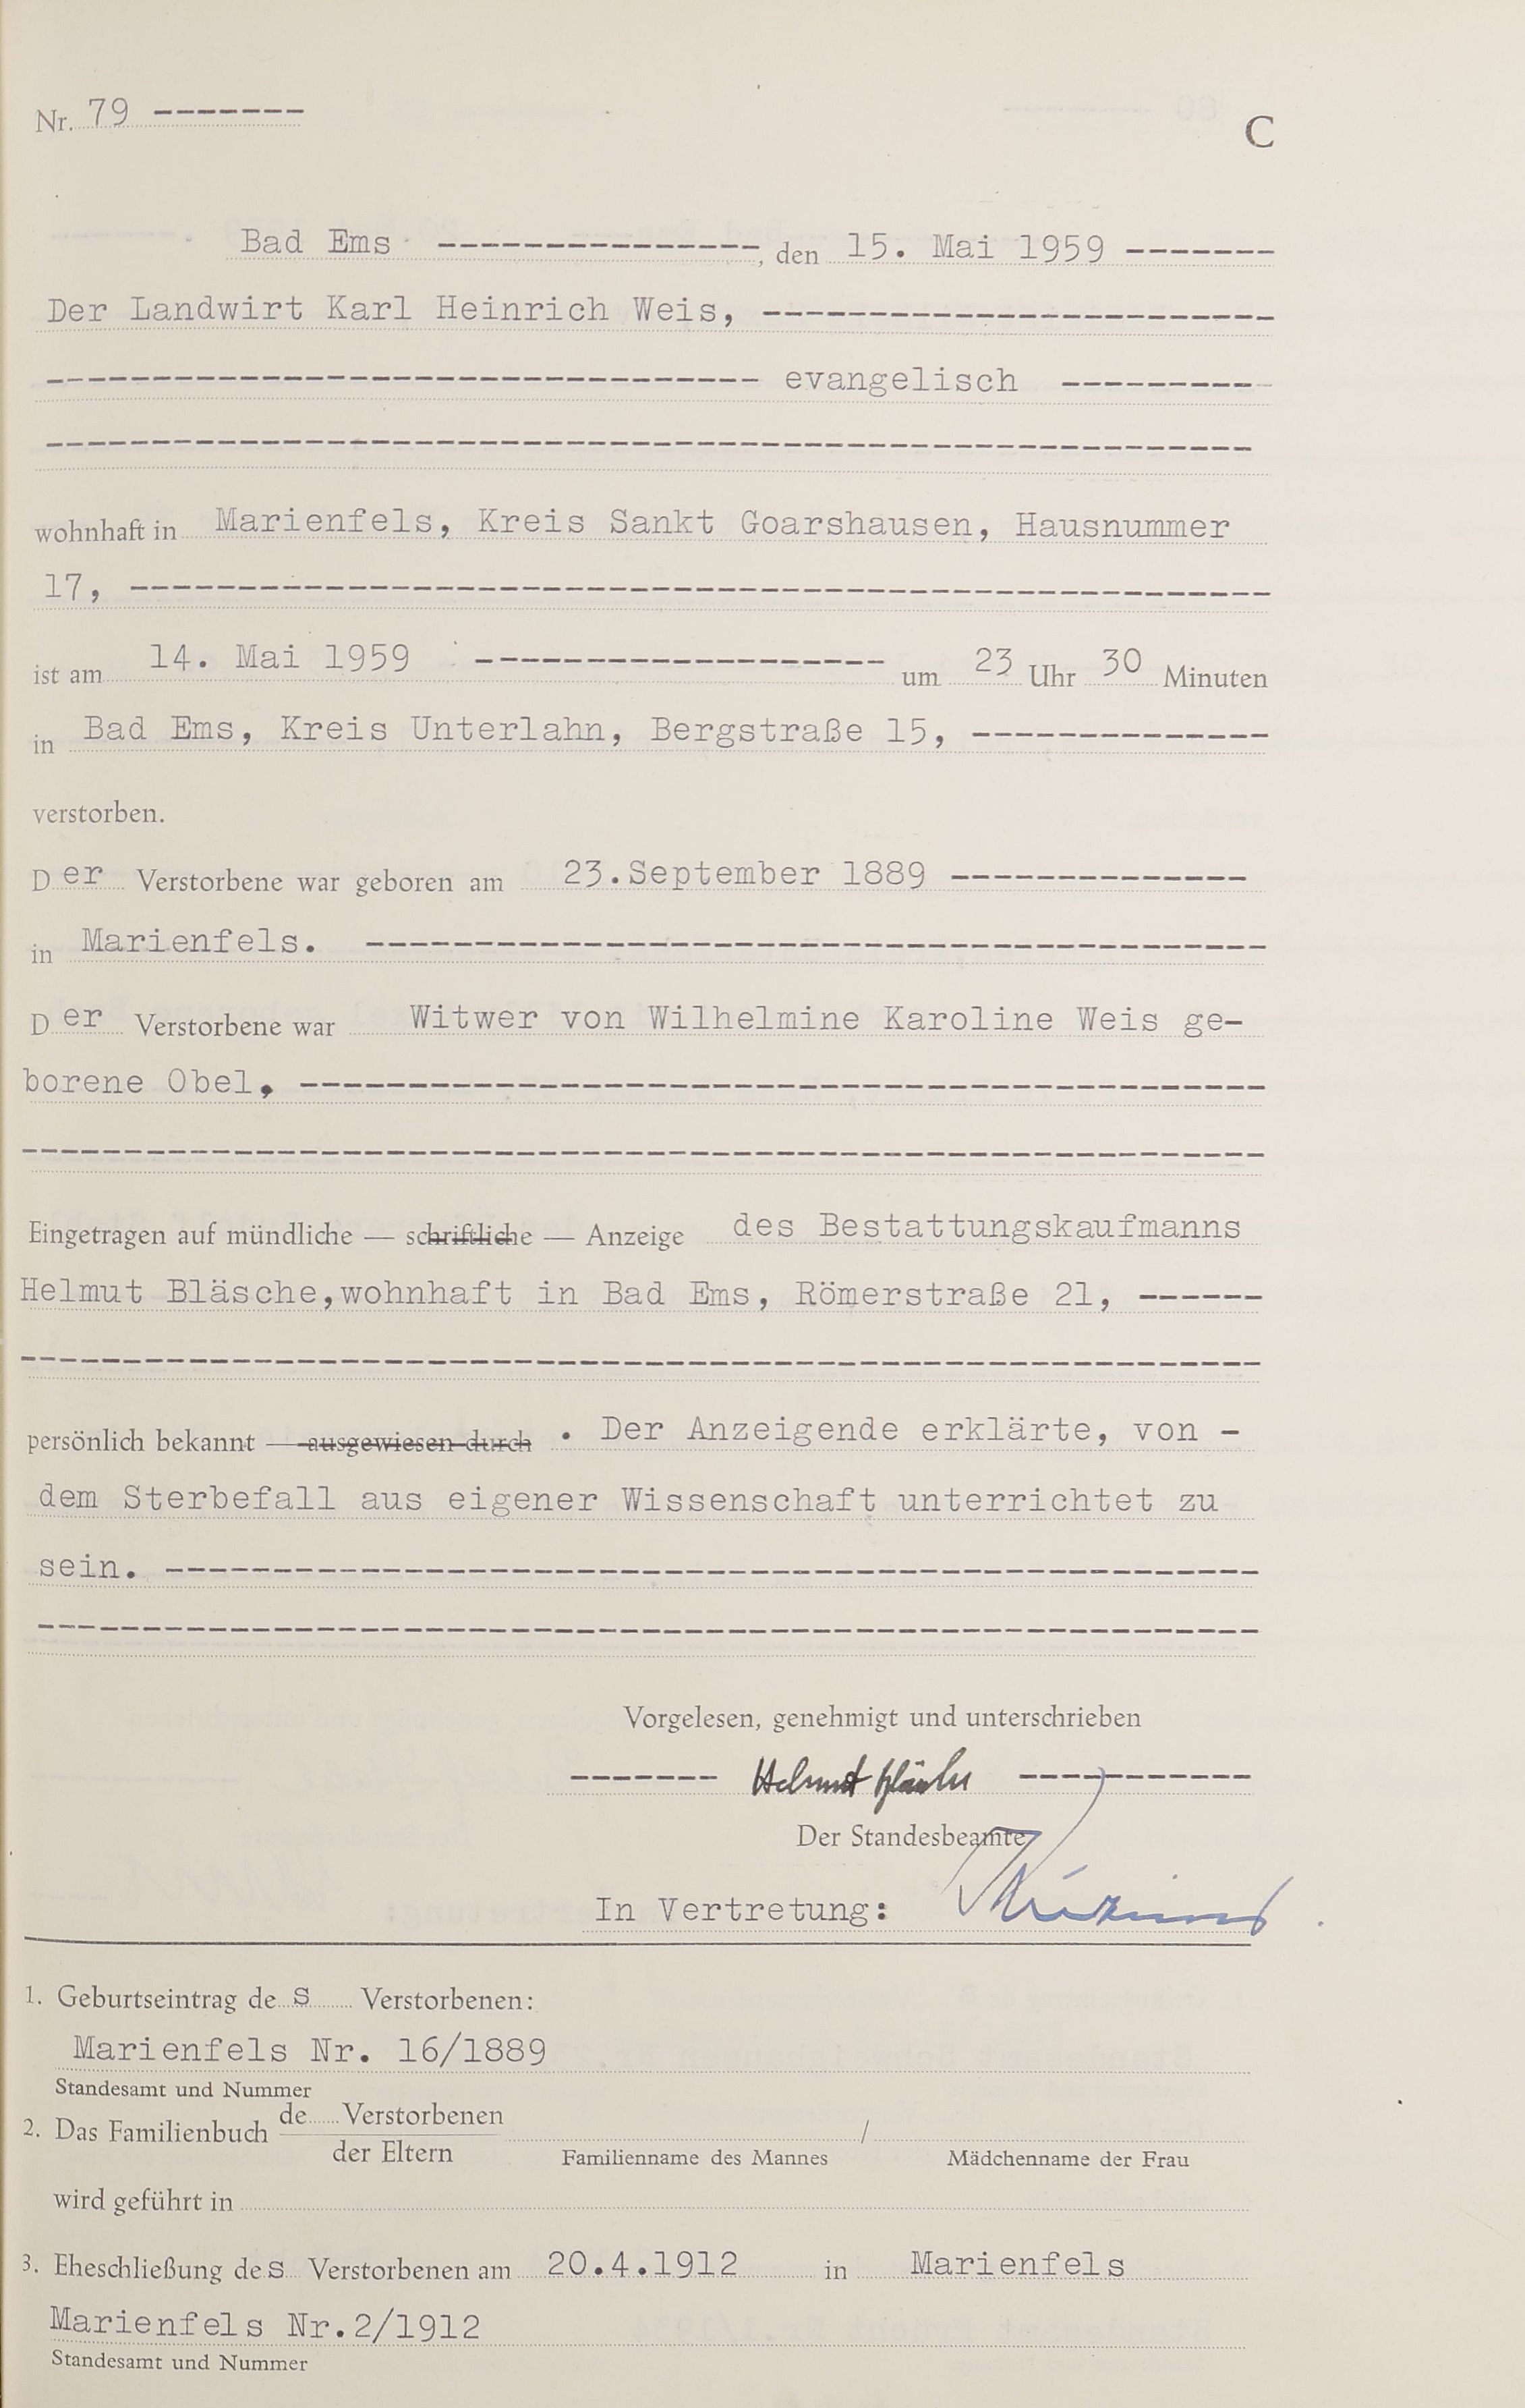 Nr. 79 -------
C
Bad Ems ---------------, den 15. Mai 1959 -------
Der Landwirt Karl Heinrich Weis, ------------------------
--------------------------------- evangelisch ----------
--------------------------------------------------------
wohnhaft in Marienfels, Kreis Sankt Goarshausen, Hausnummer
17, -----------------------------------------------------
ist am 14. Mai 1959 ------------------- um 23 Uhr 30 Minuten
in Bad Ems, Kreis Unterlahn, Bergstraße 15, --------------
verstorben.
Der Verstorbene war geboren am 23.September 1889 --------------
in Marienfels. ------------------------------------------
Der Verstorbene war Witwer von Wilhelmine Karoline Weis ge-
borene Obel, ---------------------------------------------
----------------------------------------------------------
Eingetragen auf mündliche — schriftliche — Anzeige des Bestattungskaufmanns
Helmut Bläsche,wohnhaft in Bad Ems, Römerstraße 21, ------
----------------------------------------------------------
persönlich bekannt — ausgewiesen durch . Der Anzeigende erklärte, von -
dem Sterbefall aus eigener Wissenschaft unterrichtet zu
sein. ---------------------------------------------------
---------------------------------------------------------
Vorgelesen, genehmigt und unterschrieben
------- Helmut Bläsche -----------
Der Standesbeamte
In Vertretung:
1. Geburtseintrag des Verstorbenen:
Marienfels Nr. 16/1889
Standesamt und Nummer
2. Das Familienbuch de Verstorbenen
der Eltern
/
Familienname des Mannes Mädchenname der Frau
wird geführt in
3. Eheschließung des Verstorbenen am 20.4.1912 in Marienfels
Marienfels Nr.2/1912
Standesamt und Nummer